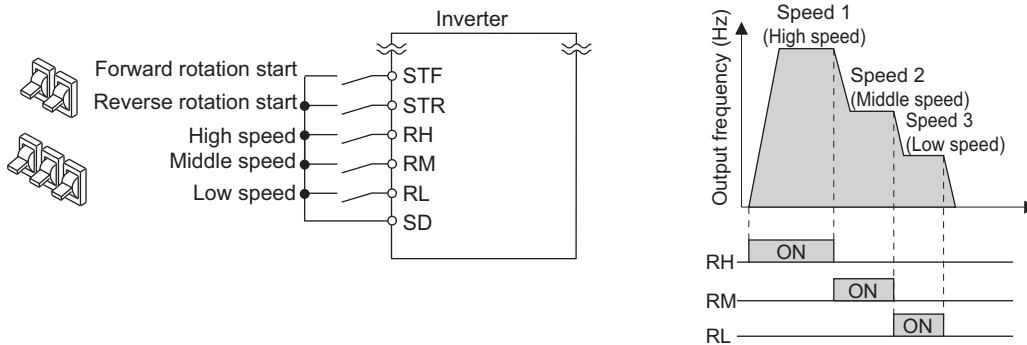 Inverter
Forward rotation start
STF
Reverse rotation start
STR
High speed
RH
Middle speed
RM
Low speed
RL
SD
Output frequency (Hz)
Speed 1
(High speed)
Speed 2
(Middle speed)
Speed 3
(Low speed)
RH
ON
RM
ON
RL
ON